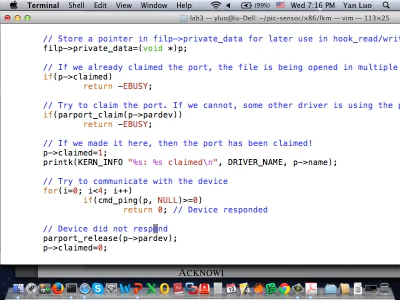 Terminal Shell Edit View Window Help (99%) Wed 7:16 PM Yan Luo
lab3 — yluo@lu-Dell: ~/pic-sensor/x86/lkm — vim — 113×25
// Store a pointer in filp->private_data for later use in hook_read/writ
filp->private_data=(void *)p;
// If we already claimed the port, the file is being opened in multiple
if(p->claimed)
return -EBUSY;
// Try to claim the port. If we cannot, some other driver is using the p
if(parport_claim(p->pardev))
return -EBUSY;
// If we made it here, then the port has been claimed!
p->claimed=1;
printk(KERN_INFO "%s: %s claimed\n", DRIVER_NAME, p->name);
// Try to communicate with the device
for(i=0; i<4; i++)
if(cmd_ping(p, NULL)>=0)
return 0; // Device responded
// Device did not respond
parport_release(p->pardev);
p->claimed=0;
Acknowl